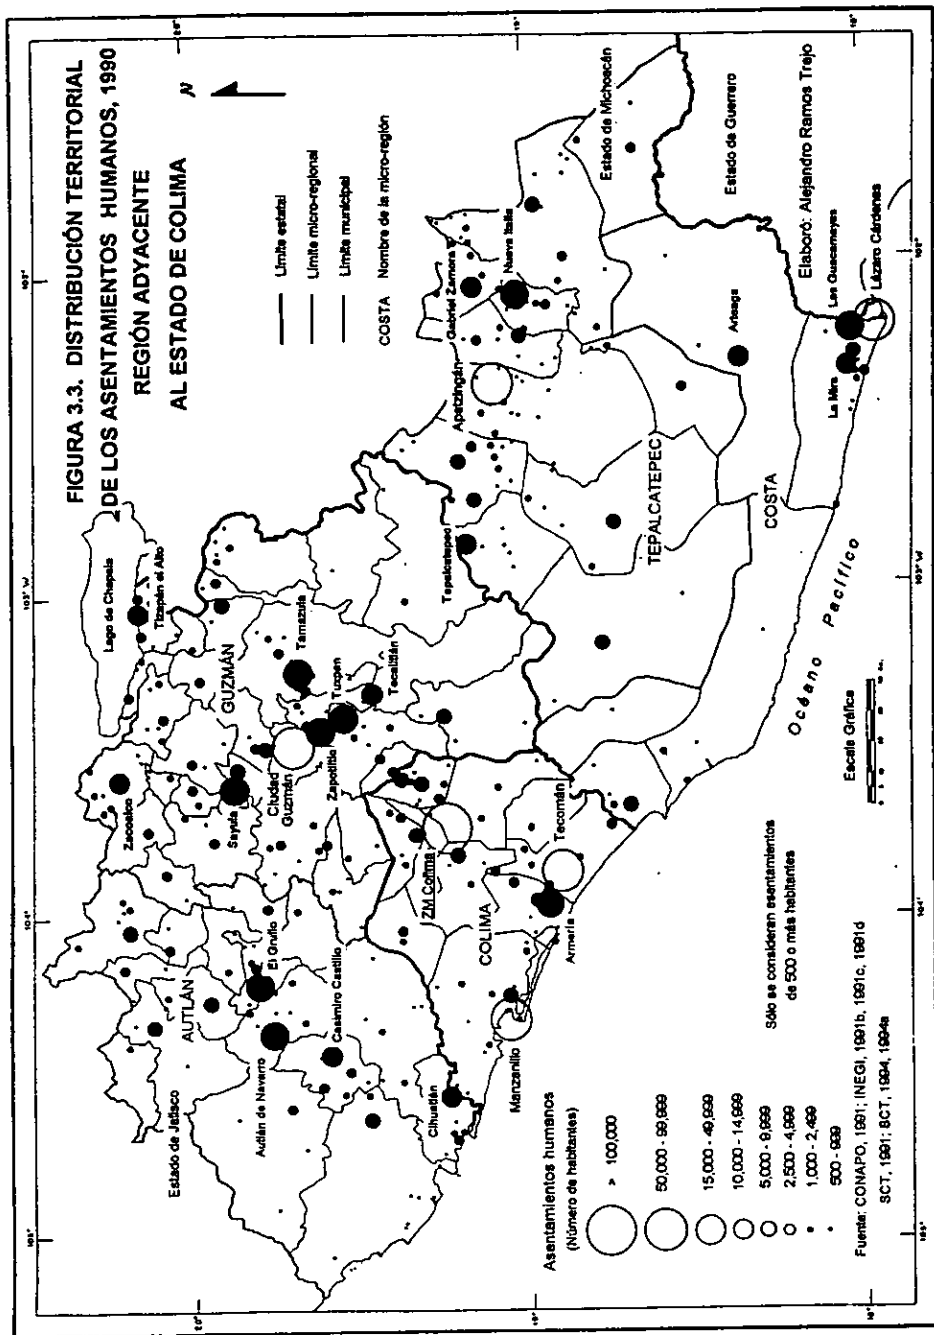 FIGURA 3.3. DISTRIBUCIÓN TERRITORIAL
DE LOS ASENTAMIENTOS HUMANOS, 1990
REGIÓN ADYACENTE
AL ESTADO DE COLIMA
N
Límite estatal
Límite micro-regional
Límite municipal
COSTA Nombre de la micro-región
Lago de Chapala
Tizapán el Alto
Zacoalco
GUZMÁN
Sayula
Ciudad
Guzmán
Tamazula
Tuxpan
Zapotiltic
Tecalitlán
Estado de Jalisco
AUTLÁN
El Grullo
Autlán de Navarro
Casimiro Castillo
Cihuatlán
ZM Colima
COLIMA
Tecomán
Armería
Manzanillo
Tepalcatepec
Apatzingán
Gabriel Zamora
Nueva Italia
Estado de Michoacán
TEPALCATEPEC
Arteaga
Estado de Guerrero
COSTA
La Mira
Las Guacamayas
Lázaro Cárdenas
Océano Pacífico
Elaboró: Alejandro Ramos Trejo
Escala Gráfica
Asentamientos humanos
(Número de habitantes)
> 100,000
50,000 - 99,999
15,000 - 49,999
10,000 - 14,999
5,000 - 9,999
2,500 - 4,999
1,000 - 2,499
500 - 999
Sólo se consideran asentamientos
de 500 o más habitantes
Fuente: CONAPO, 1991; INEGI, 1991b, 1991c, 1991d
SCT, 1991; SCT, 1994, 1994a